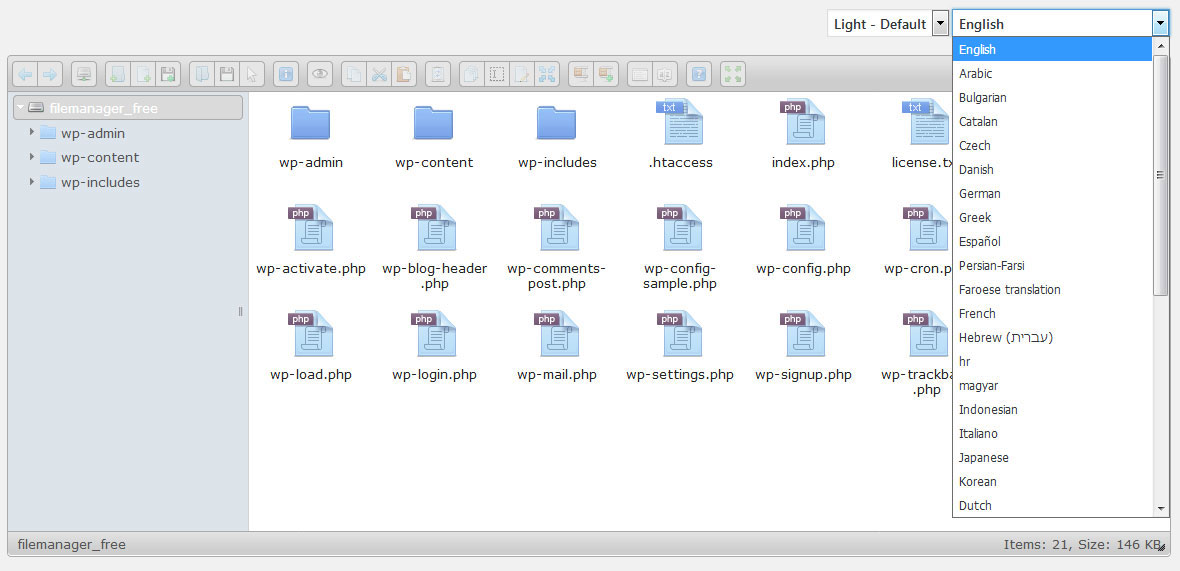 Light - Default
English
English
Arabic
Bulgarian
Catalan
Czech
Danish
German
Greek
Español
Persian-Farsi
Faroese translation
French
Hebrew (עברית)
hr
magyar
Indonesian
Italiano
Japanese
Korean
Dutch
filemanager_free
wp-admin
wp-content
wp-includes
wp-admin
wp-content
wp-includes
txt
.htaccess
php
index.php
txt
license.tx
php
wp-activate.php
php
wp-blog-header
.php
php
wp-comments-
post.php
php
wp-config-
sample.php
php
wp-config.php
php
wp-cron.p
php
wp-load.php
php
wp-login.php
php
wp-mail.php
php
wp-settings.php
php
wp-signup.php
php
wp-trackba
.php
filemanager_free
Items: 21, Size: 146 KB